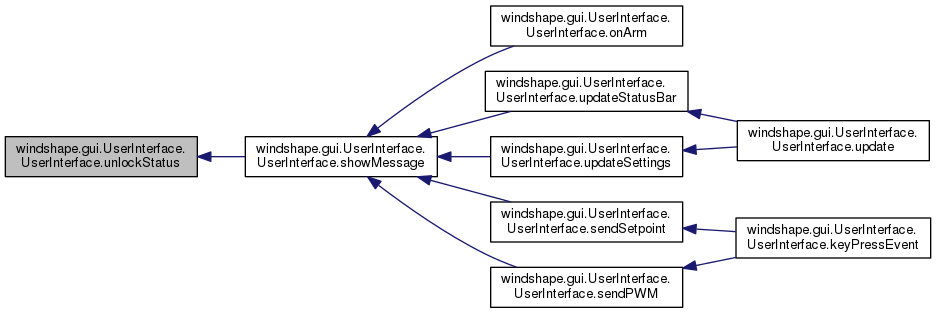 windshape.gui.UserInterface.
UserInterface.unlockStatus
windshape.gui.UserInterface.
UserInterface.showMessage
windshape.gui.UserInterface.
UserInterface.onArm
windshape.gui.UserInterface.
UserInterface.updateStatusBar
windshape.gui.UserInterface.
UserInterface.updateSettings
windshape.gui.UserInterface.
UserInterface.sendSetpoint
windshape.gui.UserInterface.
UserInterface.sendPWM
windshape.gui.UserInterface.
UserInterface.update
windshape.gui.UserInterface.
UserInterface.keyPressEvent